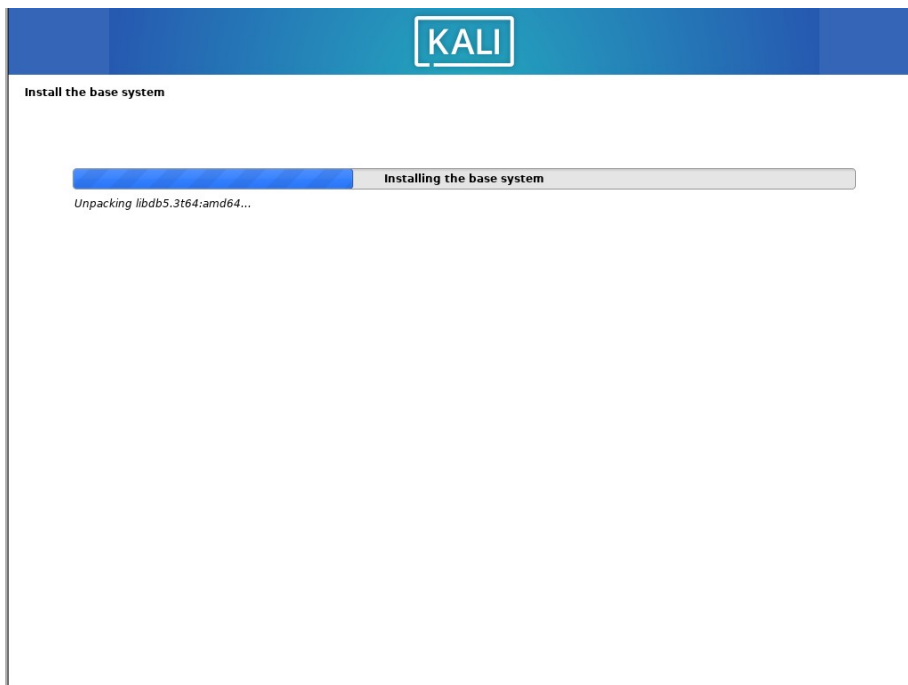 KALI
Install the base system
Installing the base system
Unpacking libdb5.3t64:amd64...